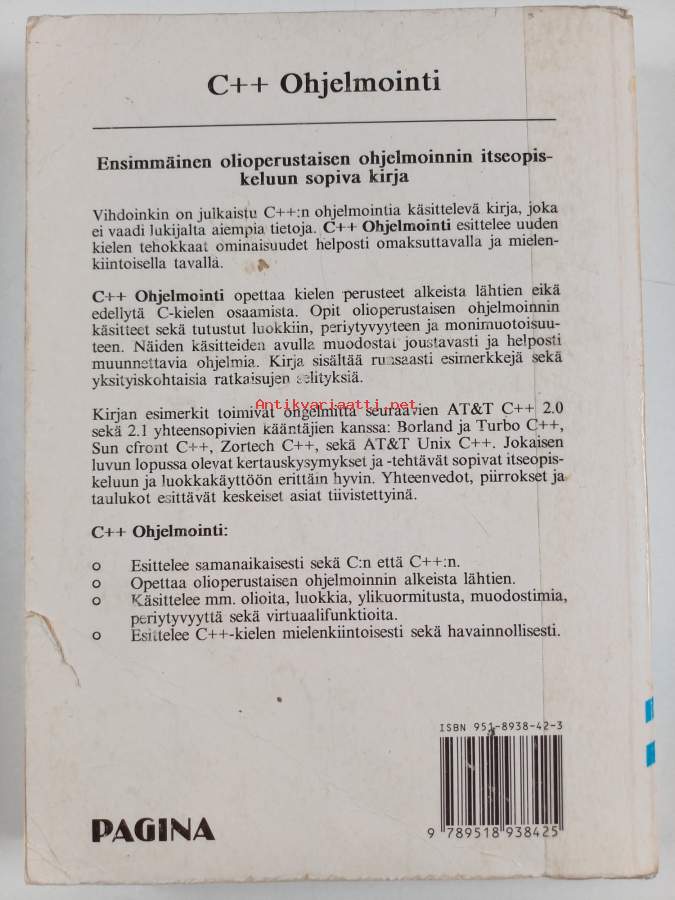 C++ Ohjelmointi
Ensimmäinen olioperustaisen ohjelmoinnin itseopis-
keluun sopiva kirja
Vihdoinkin on julkaistu C++:n ohjelmointia käsittelevä kirja, joka
ei vaadi lukijalta aiempia tietoja. C++ Ohjelmointi esittelee uuden
kielen tehokkaat ominaisuudet helposti omaksuttavalla ja mielen-
kiintoisella tavalla.
C++ Ohjelmointi opettaa kielen perusteet alkeista lähtien eikä
edellytä C-kielen osaamista. Opit olioperustaisen ohjelmoinnin
käsitteet sekä tutustut luokkiin, periytyvyyteen ja monimuotoisuu-
teen. Näiden käsitteiden avulla muodostat joustavasti ja helposti
muunnettavia ohjelmia. Kirja sisältää runsaasti esimerkkejä sekä
yksityiskohtaisia ratkaisujen selityksiä.
Antikvariaatti.net
Kirjan esimerkit toimivat ongelmitta seuraavien AT&T C++ 2.0
sekä 2.1 yhteensopivien kääntäjien kanssa: Borland ja Turbo C++,
Sun cfront C++, Zortech C++, sekä AT&T Unix C++. Jokaisen
luvun lopussa olevat kertauskysymykset ja -tehtävät sopivat itseopis-
keluun ja luokkakäyttöön erittäin hyvin. Yhteenvedot, piirrokset ja
taulukot esittävät keskeiset asiat tiivistettyinä.
C++ Ohjelmointi:
o Esittelee samanaikaisesti sekä C:n että C++:n.
o Opettaa olioperustaisen ohjelmoinnin alkeista lähtien.
o Käsittelee mm. olioita, luokkia, ylikuormitusta, muodostimia,
periytyvyyttä sekä virtuaalifunktioita.
o Esittelee C++-kielen mielenkiintoisesti sekä havainnollisesti.
ISBN 951-8938-42-3
9 789518 938425
PAGINA